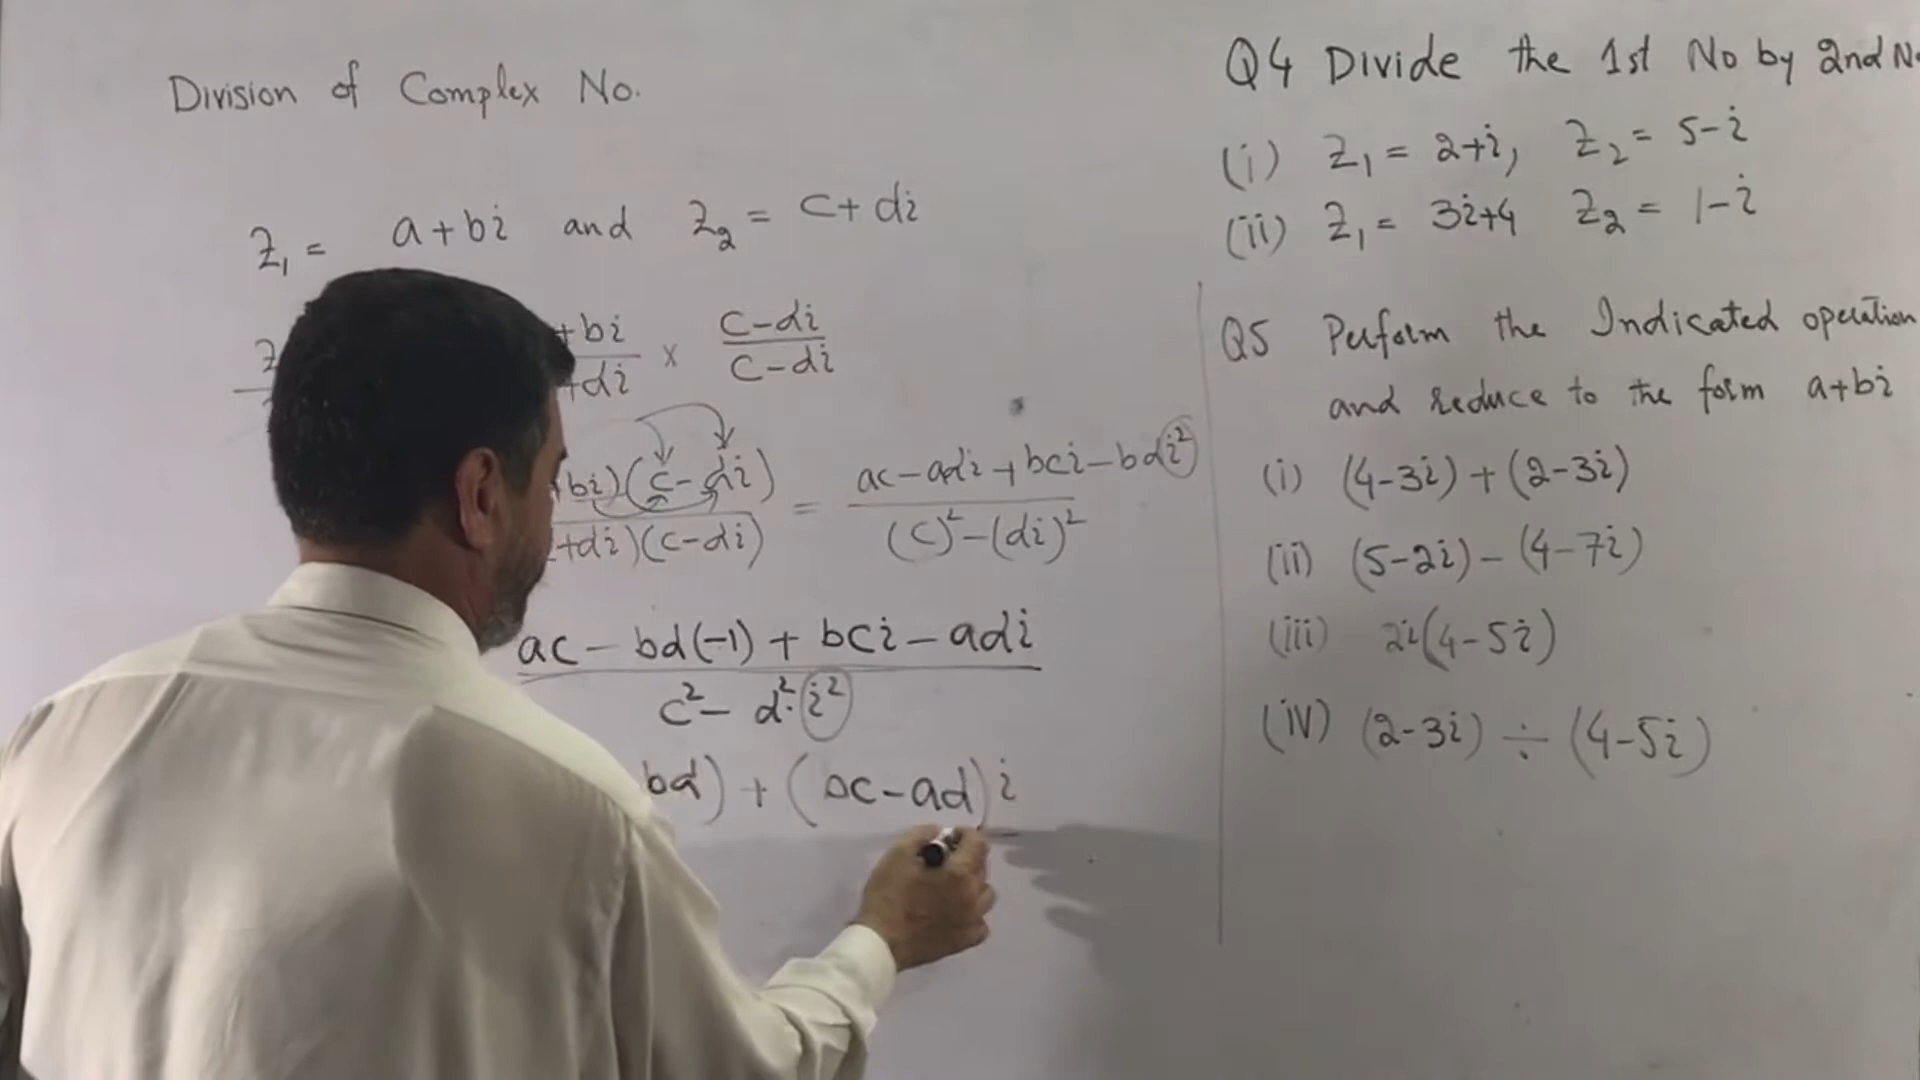 Division of Complex No.
Z₁ = a+bi and Z₂ = c+di
Z +bi/+di × c-di/c-di
bi)(c-di)/+di)(c-di) = ac-adi+bci-bdi²/(c)²-(di)²
ac-bd(-1)+bci-adi/c²-d²·i²
bd)+(bc-ad)i
Q4 Divide the 1st No by 2nd N
(i) Z₁ = 2+i, Z₂ = 5-i
(ii) Z₁ = 3i+4 Z₂ = 1-i
Q5 Perform the Indicated operation
and reduce to the form a+bi
(i) (4-3i)+(2-3i)
(ii) (5-2i)-(4-7i)
(iii) 2i(4-5i)
(iv) (2-3i)÷(4-5i)